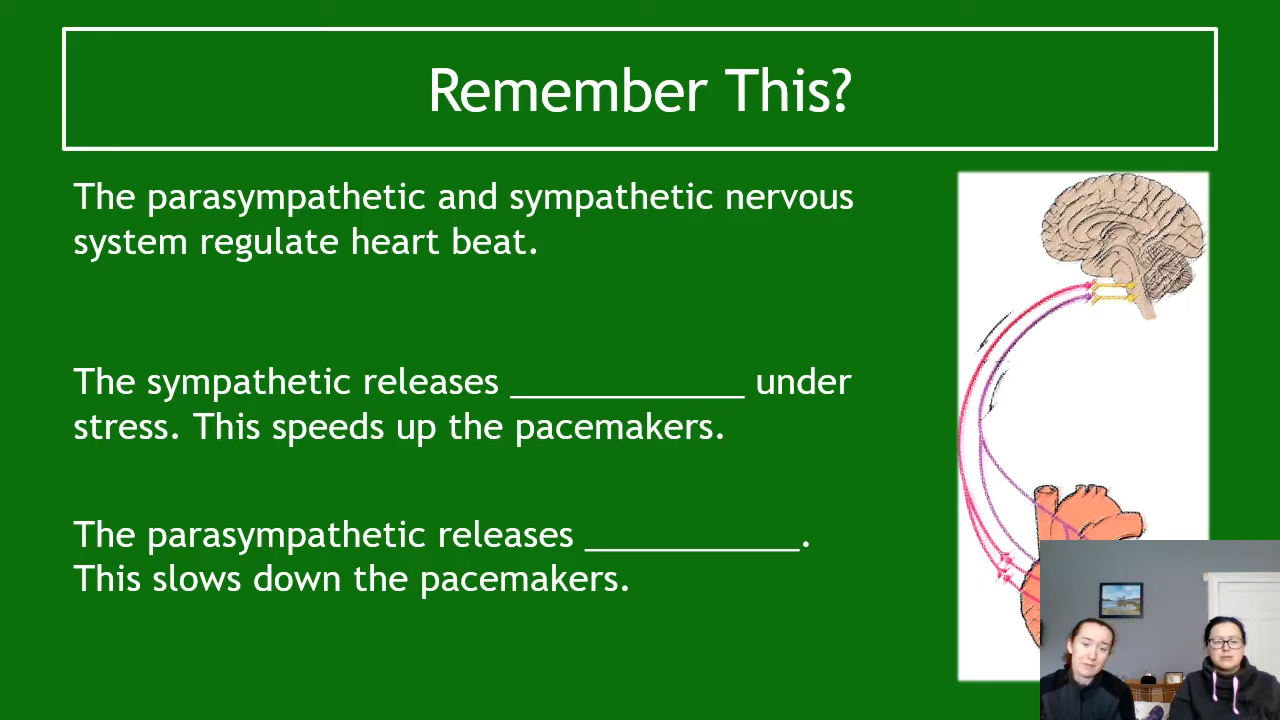 Remember This?
The parasympathetic and sympathetic nervous
system regulate heart beat.
The sympathetic releases ____________ under
stress. This speeds up the pacemakers.
The parasympathetic releases ___________.
This slows down the pacemakers.